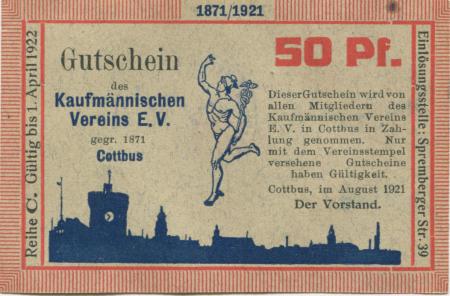 1871/1921
Gutschein
des
Kaufmännischen
Vereins E.V.
gegr. 1871
Cottbus
50 Pf.
Dieser Gutschein wird von
allen Mitgliedern des
Kaufmännischen Vereins
E. V. in Cottbus in Zah-
lung genommen. Nur
mit dem Vereinsstempel
versehene Gutscheine
haben Gültigkeit.
Cottbus, im August 1921
Der Vorstand.
Reihe C. Gültig bis 1. April 1922
Einlösungsstelle: Spremberger Str. 39